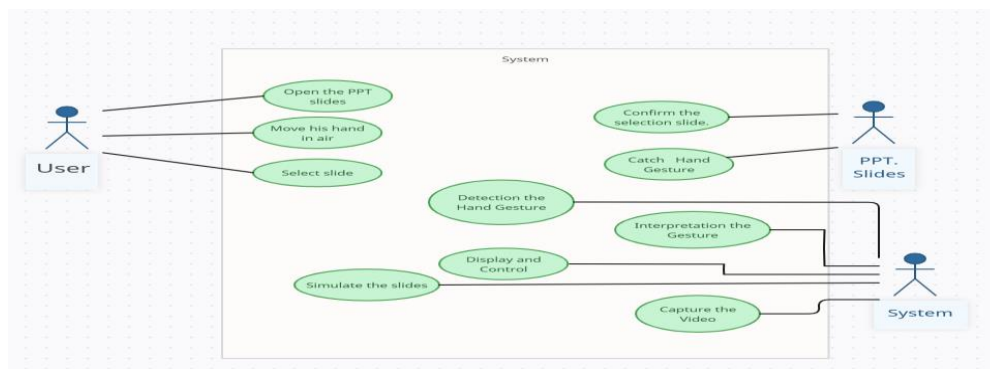 System
Open the PPT
slides
Move his hand
in air
Select slide
User
Confirm the
selection slide.
Catch Hand
Gesture
PPT.
Slides
Detection the
Hand Gesture
Interpretation the
Gesture
Display and
Control
Simulate the slides
Capture the
Video
System